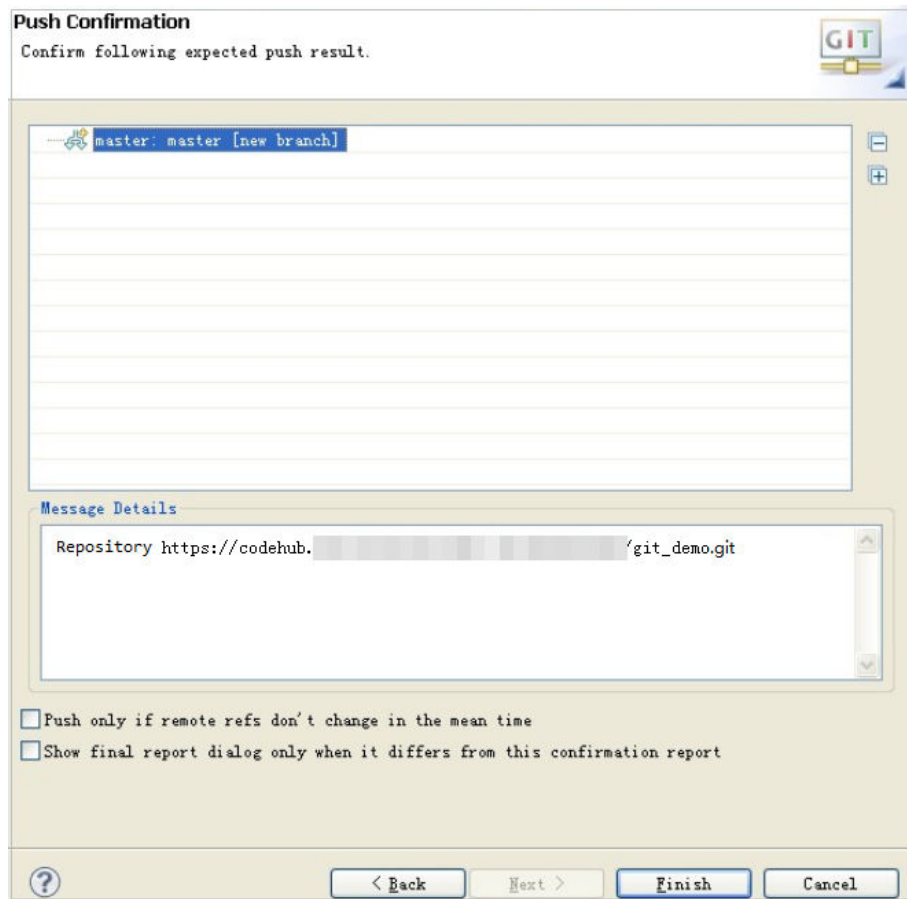 Push Confirmation
Confirm following expected push result.
GIT
master: master [new branch]
Message Details
Repository https://codehub. /git_demo.git
Push only if remote refs don't change in the mean time
Show final report dialog only when it differs from this confirmation report
? < Back Next > Finish Cancel